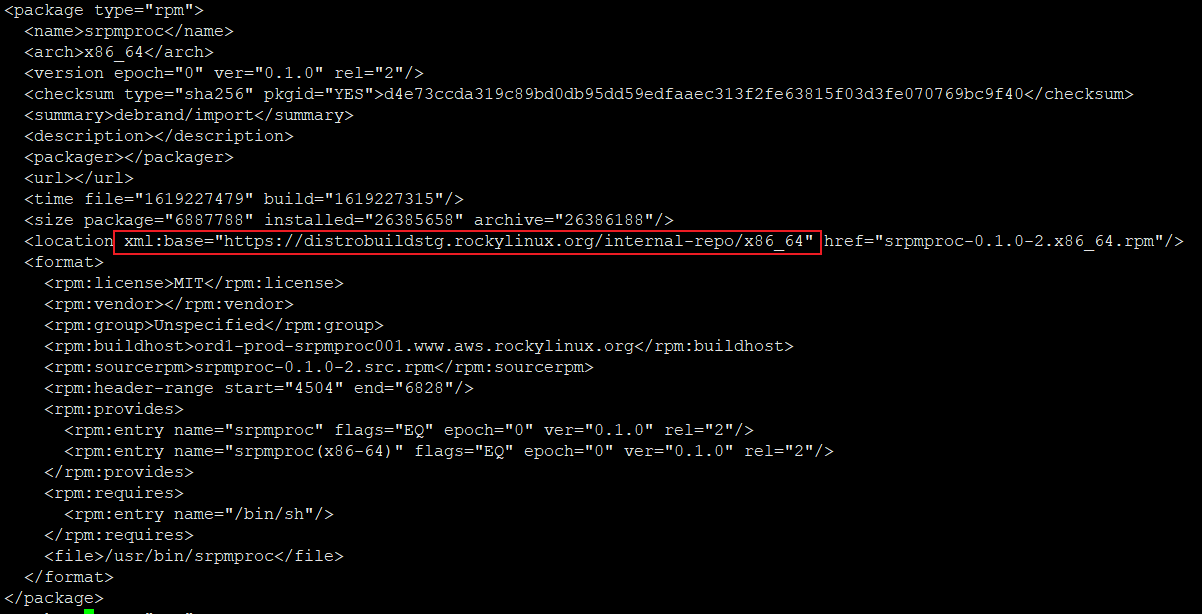 <package type="rpm">
  <name>srpmproc</name>
  <arch>x86_64</arch>
  <version epoch="0" ver="0.1.0" rel="2"/>
  <checksum type="sha256" pkgid="YES">d4e73ccda319c89bd0db95dd59edfaaec313f2fe63815f03d3fe070769bc9f40</checksum>
  <summary>debrand/import</summary>
  <description></description>
  <packager></packager>
  <url></url>
  <time file="1619227479" build="1619227315"/>
  <size package="6887788" installed="26385658" archive="26386188"/>
  <location xml:base="https://distrobuildstg.rockylinux.org/internal-repo/x86_64" href="srpmproc-0.1.0-2.x86_64.rpm"/>
  <format>
    <rpm:license>MIT</rpm:license>
    <rpm:vendor></rpm:vendor>
    <rpm:group>Unspecified</rpm:group>
    <rpm:buildhost>ord1-prod-srpmproc001.www.aws.rockylinux.org</rpm:buildhost>
    <rpm:sourcerpm>srpmproc-0.1.0-2.src.rpm</rpm:sourcerpm>
    <rpm:header-range start="4504" end="6828"/>
    <rpm:provides>
      <rpm:entry name="srpmproc" flags="EQ" epoch="0" ver="0.1.0" rel="2"/>
      <rpm:entry name="srpmproc(x86-64)" flags="EQ" epoch="0" ver="0.1.0" rel="2"/>
    </rpm:provides>
    <rpm:requires>
      <rpm:entry name="/bin/sh"/>
    </rpm:requires>
    <file>/usr/bin/srpmproc</file>
  </format>
</package>